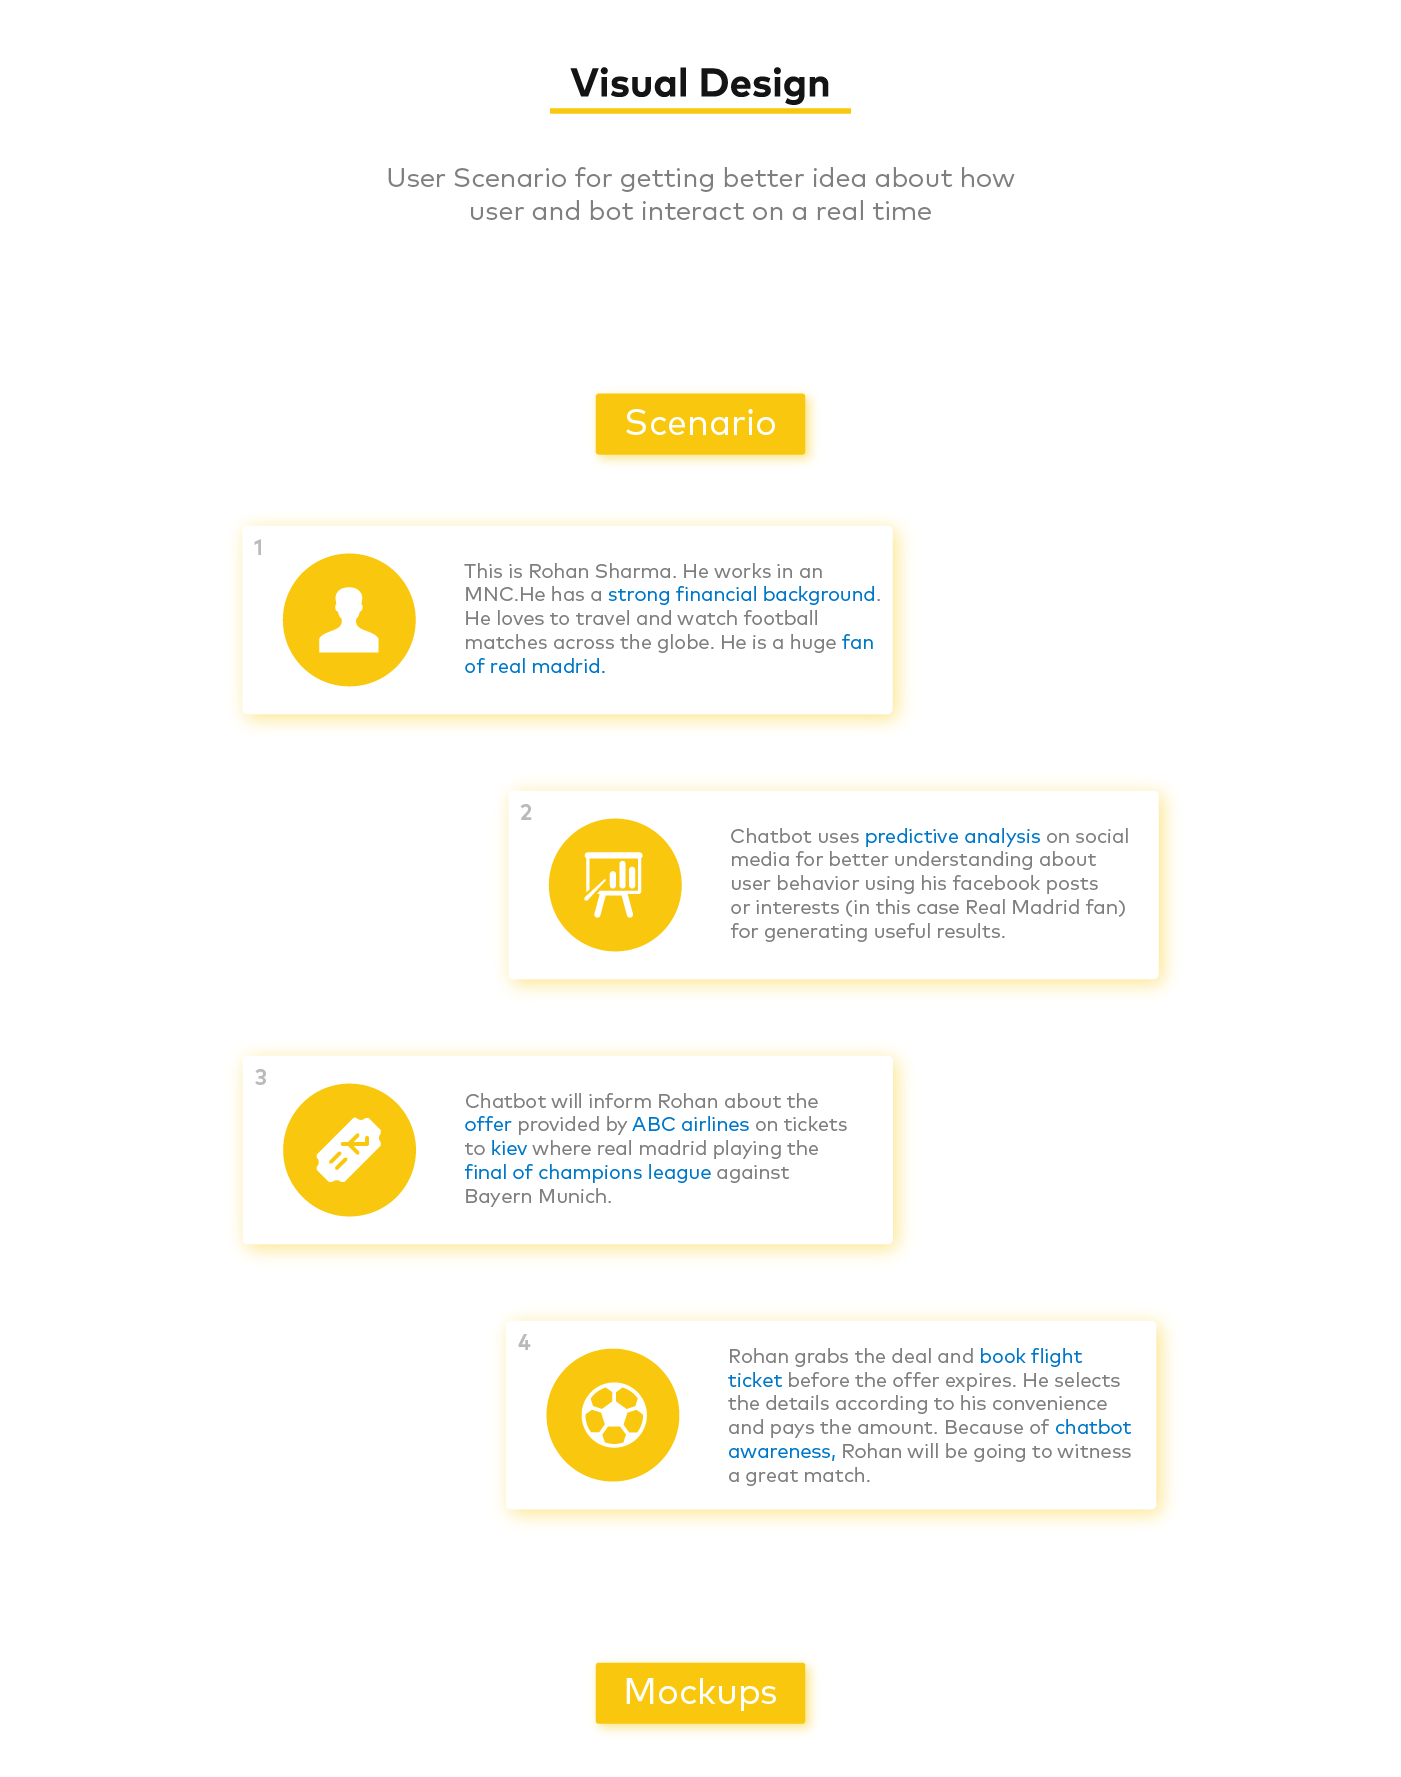 Visual Design
User Scenario for getting better idea about how
user and bot interact on a real time
Scenario
1
This is Rohan Sharma. He works in an
MNC.He has a strong financial background.
He loves to travel and watch football
matches across the globe. He is a huge fan
of real madrid.
2
Chatbot uses predictive analysis on social
media for better understanding about
user behavior using his facebook posts
or interests (in this case Real Madrid fan)
for generating useful results.
3
Chatbot will inform Rohan about the
offer provided by ABC airlines on tickets
to kiev where real madrid playing the
final of champions league against
Bayern Munich.
4
Rohan grabs the deal and book flight
ticket before the offer expires. He selects
the details according to his convenience
and pays the amount. Because of chatbot
awareness, Rohan will be going to witness
a great match.
Mockups